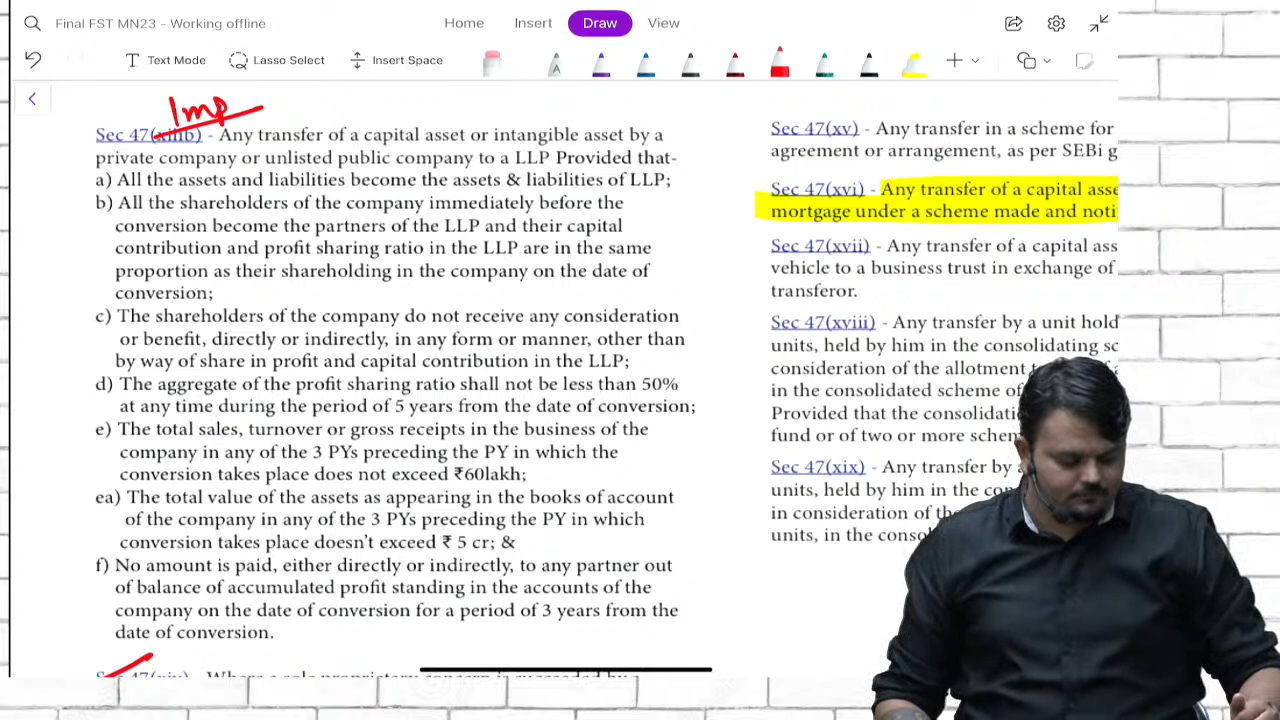 Final FST MN23 - Working offline
Home Insert Draw View
Text Mode Lasso Select Insert Space
Imp
Sec 47(xiiib) - Any transfer of a capital asset or intangible asset by a
private company or unlisted public company to a LLP Provided that-
a) All the assets and liabilities become the assets & liabilities of LLP;
b) All the shareholders of the company immediately before the
conversion become the partners of the LLP and their capital
contribution and profit sharing ratio in the LLP are in the same
proportion as their shareholding in the company on the date of
conversion;
c) The shareholders of the company do not receive any consideration
or benefit, directly or indirectly, in any form or manner, other than
by way of share in profit and capital contribution in the LLP;
d) The aggregate of the profit sharing ratio shall not be less than 50%
at any time during the period of 5 years from the date of conversion;
e) The total sales, turnover or gross receipts in the business of the
company in any of the 3 PYs preceding the PY in which the
conversion takes place does not exceed ₹60lakh;
ea) The total value of the assets as appearing in the books of account
of the company in any of the 3 PYs preceding the PY in which
conversion takes place doesn't exceed ₹ 5 cr; &
f) No amount is paid, either directly or indirectly, to any partner out
of balance of accumulated profit standing in the accounts of the
company on the date of conversion for a period of 3 years from the
date of conversion.
Sec 47(xv) - Any transfer in a scheme for
agreement or arrangement, as per SEBi g
Sec 47(xvi) - Any transfer of a capital asse
mortgage under a scheme made and noti
Sec 47(xvii) - Any transfer of a capital ass
vehicle to a business trust in exchange of
transferor.
Sec 47(xviii) - Any transfer by a unit hold
units, held by him in the consolidating sc
consideration of the allotment
in the consolidated scheme of
Provided that the consolidati
fund or of two or more schem
Sec 47(xix) - Any transfer by
units, held by him in the con
in consideration of
units, in the conso